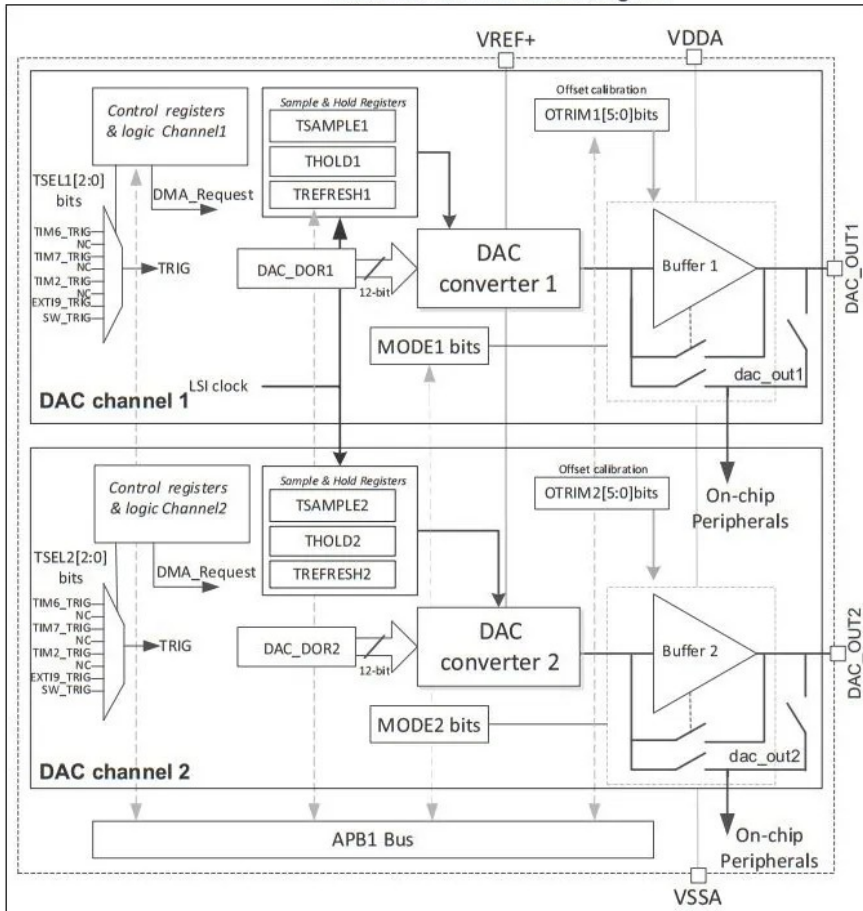 VREF+
VDDA
Control registers
& logic Channel1
Sample & Hold Registers
TSAMPLE1
THOLD1
TREFRESH1
Offset calibration
OTRIM1[5:0]bits
TSEL1[2:0]
bits
DMA_Request
TIM6_TRIG
NC
TIM7_TRIG
NC
TIM2_TRIG
NC
EXTI9_TRIG
SW_TRIG
TRIG
DAC_DOR1
12-bit
DAC
converter 1
Buffer 1
DAC_OUT1
MODE1 bits
dac_out1
LSI clock
DAC channel 1
On-chip
Peripherals
Control registers
& logic Channel2
Sample & Hold Registers
TSAMPLE2
THOLD2
TREFRESH2
Offset calibration
OTRIM2[5:0]bits
TSEL2[2:0]
bits
DMA_Request
TIM6_TRIG
NC
TIM7_TRIG
NC
TIM2_TRIG
NC
EXTI9_TRIG
SW_TRIG
TRIG
DAC_DOR2
12-bit
DAC
converter 2
Buffer 2
DAC_OUT2
MODE2 bits
dac_out2
DAC channel 2
APB1 Bus
On-chip
Peripherals
VSSA